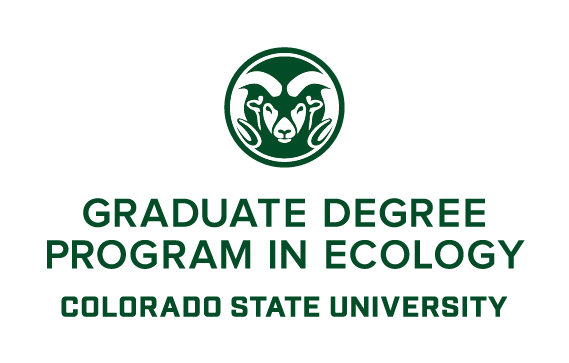 GRADUATE DEGREE
PROGRAM IN ECOLOGY
COLORADO STATE UNIVERSITY